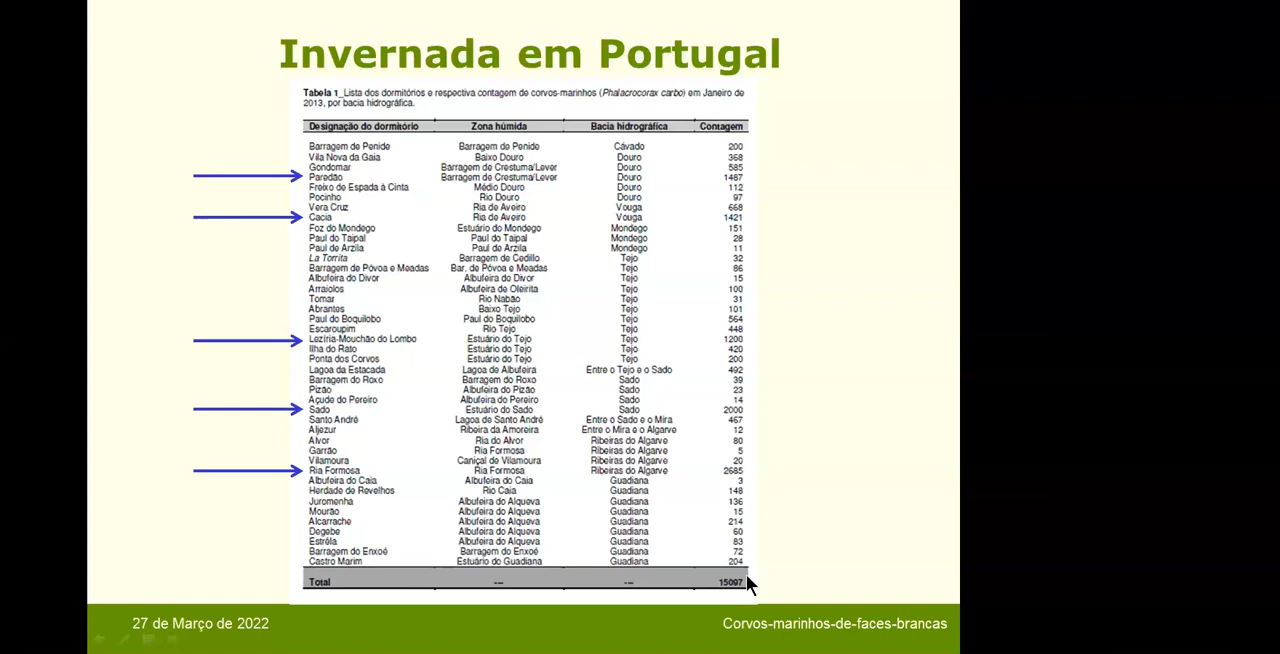 Invernada em Portugal
Tabela 1_Lista dos dormitórios e respectiva contagem de corvos-marinhos (Phalacrocorax carbo) em Janeiro de
2013, por bacia hidrográfica.
Designação do dormitório Zona húmida Bacia hidrográfica Contagem
Barragem de Penide Barragem de Penide Cávado 200
Vila Nova da Gaia Baixo Douro Douro 368
Gondomar Barragem de Crestuma/Lever Douro 585
Paredão Barragem de Crestuma/Lever Douro 1487
Freixo de Espada à Cinta Médio Douro Douro 112
Pocinho Rio Douro Douro 97
Vera Cruz Ria de Aveiro Vouga 668
Cacia Ria de Aveiro Vouga 1421
Foz do Mondego Estuário do Mondego Mondego 151
Paul do Taipal Paul do Taipal Mondego 28
Paul de Arzila Paul de Arzila Mondego 11
La Torrita Barragem de Cedillo Tejo 32
Barragem de Póvoa e Meadas Bar. de Póvoa e Meadas Tejo 86
Albufeira do Divor Albufeira do Divor Tejo 15
Arraiolos Albufeira de Oleirita Tejo 100
Tomar Rio Nabão Tejo 31
Abrantes Baixo Tejo Tejo 101
Paul do Boquilobo Paul do Boquilobo Tejo 564
Escaroupim Rio Tejo Tejo 448
Lezíria-Mouchão do Lombo Estuário do Tejo Tejo 1200
Ilha do Rato Estuário do Tejo Tejo 420
Ponta dos Corvos Estuário do Tejo Tejo 200
Lagoa da Estacada Lagoa de Albufeira Entre o Tejo e o Sado 492
Barragem do Roxo Barragem do Roxo Sado 39
Pizão Albufeira do Pizão Sado 23
Açude do Pereiro Albufeira do Pereiro Sado 14
Sado Estuário do Sado Sado 2000
Santo André Lagoa de Santo André Entre o Sado e o Mira 467
Aljezur Ribeira da Amoreira Entre o Mira e o Algarve 12
Alvor Ria do Alvor Ribeiras do Algarve 80
Garrão Ria Formosa Ribeiras do Algarve 5
Vilamoura Caniçal de Vilamoura Ribeiras do Algarve 20
Ria Formosa Ria Formosa Ribeiras do Algarve 2685
Albufeira do Caia Albufeira do Caia Guadiana 3
Herdade de Revelhos Rio Caia Guadiana 148
Juromenha Albufeira do Alqueva Guadiana 136
Mourão Albufeira do Alqueva Guadiana 15
Alcarrache Albufeira do Alqueva Guadiana 214
Degebe Albufeira do Alqueva Guadiana 60
Estrêla Albufeira do Alqueva Guadiana 83
Barragem do Enxoé Barragem do Enxoé Guadiana 72
Castro Marim Estuário do Guadiana Guadiana 204
Total --- --- 15097
27 de Março de 2022 Corvos-marinhos-de-faces-brancas